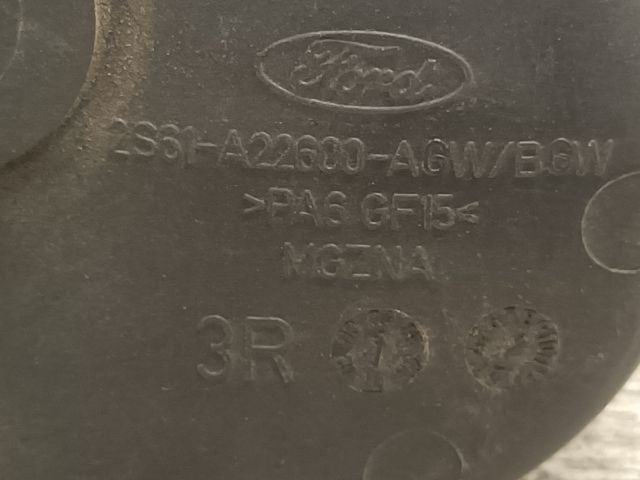 Ford
2S61-A22600-AGW/BGW
>PA6 GF15<
MGZNA
3R